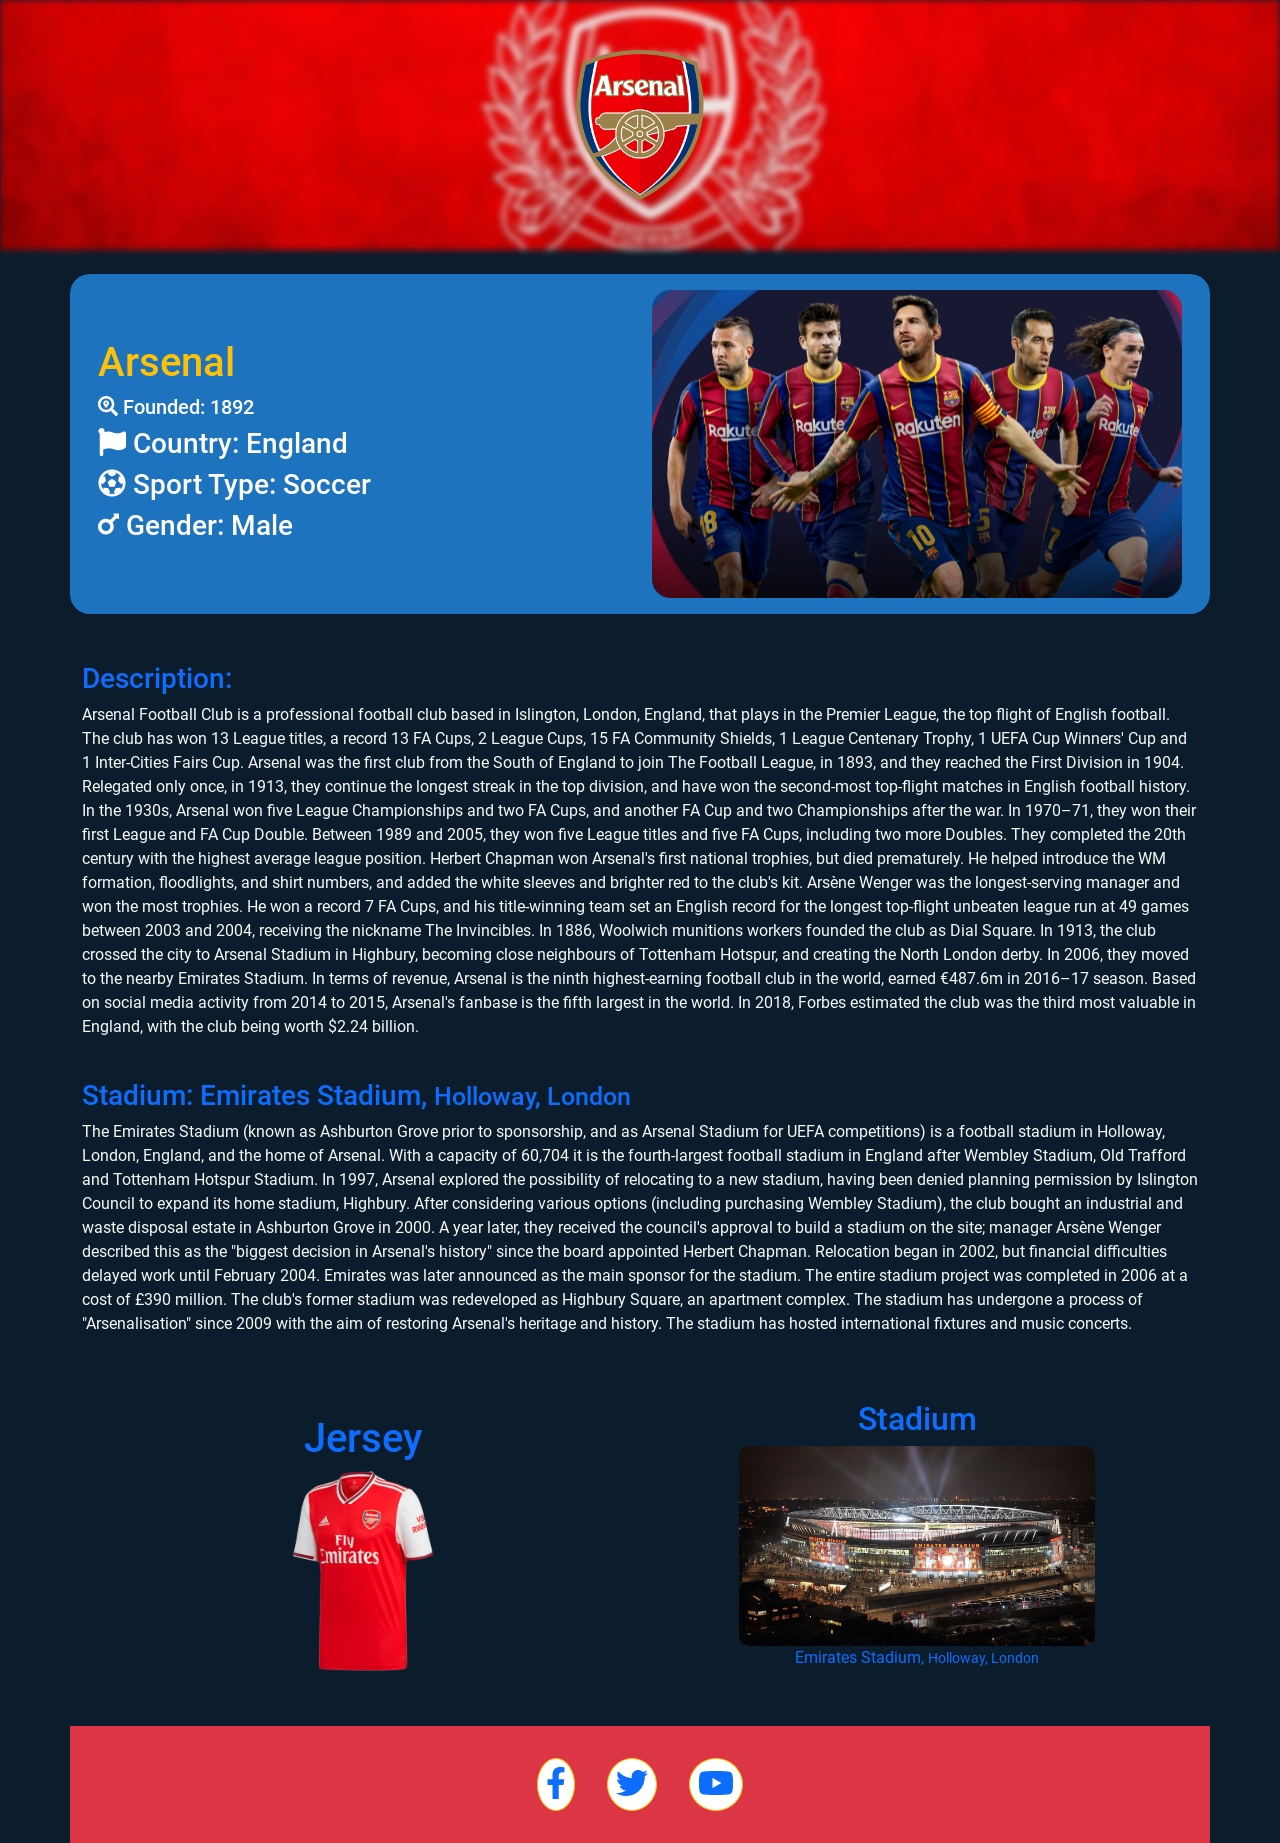 Arsenal
Arsenal
Founded: 1892
Country: England
Sport Type: Soccer
Gender: Male
Rakuten
Rakuten
Rakuten
Rakuten
Rakuten
8
10
5
7
Description:
Arsenal Football Club is a professional football club based in Islington, London, England, that plays in the Premier League, the top flight of English football.
The club has won 13 League titles, a record 13 FA Cups, 2 League Cups, 15 FA Community Shields, 1 League Centenary Trophy, 1 UEFA Cup Winners' Cup and
1 Inter-Cities Fairs Cup. Arsenal was the first club from the South of England to join The Football League, in 1893, and they reached the First Division in 1904.
Relegated only once, in 1913, they continue the longest streak in the top division, and have won the second-most top-flight matches in English football history.
In the 1930s, Arsenal won five League Championships and two FA Cups, and another FA Cup and two Championships after the war. In 1970–71, they won their
first League and FA Cup Double. Between 1989 and 2005, they won five League titles and five FA Cups, including two more Doubles. They completed the 20th
century with the highest average league position. Herbert Chapman won Arsenal's first national trophies, but died prematurely. He helped introduce the WM
formation, floodlights, and shirt numbers, and added the white sleeves and brighter red to the club's kit. Arsène Wenger was the longest-serving manager and
won the most trophies. He won a record 7 FA Cups, and his title-winning team set an English record for the longest top-flight unbeaten league run at 49 games
between 2003 and 2004, receiving the nickname The Invincibles. In 1886, Woolwich munitions workers founded the club as Dial Square. In 1913, the club
crossed the city to Arsenal Stadium in Highbury, becoming close neighbours of Tottenham Hotspur, and creating the North London derby. In 2006, they moved
to the nearby Emirates Stadium. In terms of revenue, Arsenal is the ninth highest-earning football club in the world, earned €487.6m in 2016–17 season. Based
on social media activity from 2014 to 2015, Arsenal's fanbase is the fifth largest in the world. In 2018, Forbes estimated the club was the third most valuable in
England, with the club being worth $2.24 billion.
Stadium: Emirates Stadium, Holloway, London
The Emirates Stadium (known as Ashburton Grove prior to sponsorship, and as Arsenal Stadium for UEFA competitions) is a football stadium in Holloway,
London, England, and the home of Arsenal. With a capacity of 60,704 it is the fourth-largest football stadium in England after Wembley Stadium, Old Trafford
and Tottenham Hotspur Stadium. In 1997, Arsenal explored the possibility of relocating to a new stadium, having been denied planning permission by Islington
Council to expand its home stadium, Highbury. After considering various options (including purchasing Wembley Stadium), the club bought an industrial and
waste disposal estate in Ashburton Grove in 2000. A year later, they received the council's approval to build a stadium on the site; manager Arsène Wenger
described this as the "biggest decision in Arsenal's history" since the board appointed Herbert Chapman. Relocation began in 2002, but financial difficulties
delayed work until February 2004. Emirates was later announced as the main sponsor for the stadium. The entire stadium project was completed in 2006 at a
cost of £390 million. The club's former stadium was redeveloped as Highbury Square, an apartment complex. The stadium has undergone a process of
"Arsenalisation" since 2009 with the aim of restoring Arsenal's heritage and history. The stadium has hosted international fixtures and music concerts.
Jersey
Fly
Emirates
Stadium
EMIRATES STADIUM
Emirates Stadium, Holloway, London